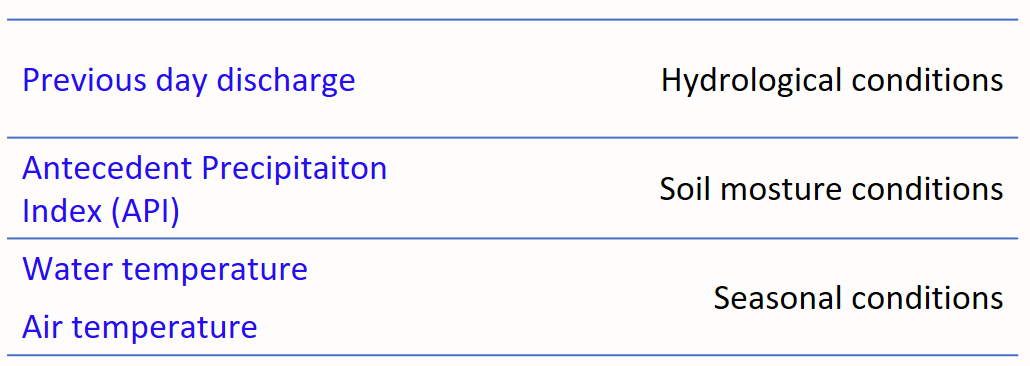 Previous day discharge
Hydrological conditions
Antecedent Precipitaiton
Index (API)
Soil mosture conditions
Water temperature
Air temperature
Seasonal conditions